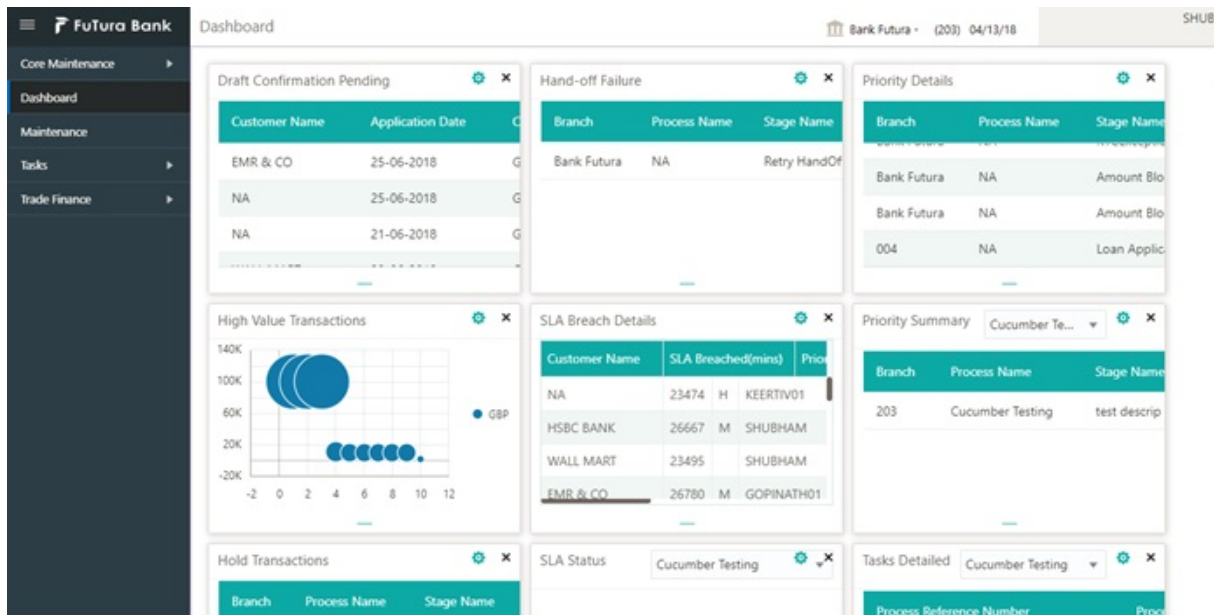 FuTura Bank
Dashboard
Bank Futura - (203) 04/13/18
SHUB
Core Maintenance
Dashboard
Maintenance
Tasks
Trade Finance
Draft Confirmation Pending
Customer Name Application Date
EMR & CO 25-06-2018 G
NA 25-06-2018 G
NA 21-06-2018 G
Hand-off Failure
Branch Process Name Stage Name
Bank Futura NA Retry HandOf
Priority Details
Branch Process Name Stage Name
Bank Futura NA Amount Blo
Bank Futura NA Amount Blo
004 NA Loan Applic
High Value Transactions
140K
100K
60K
20K
-20K
-2 0 2 4 6 8 10 12
GBP
SLA Breach Details
Customer Name SLA Breached(mins) Prior
NA 23474 H KEERTIV01
HSBC BANK 26667 M SHUBHAM
WALL MART 23495 SHUBHAM
EMR & CO 26780 M GOPINATH01
Priority Summary Cucumber Te...
Branch Process Name Stage Name
203 Cucumber Testing test descrip
Hold Transactions
Branch Process Name Stage Name
SLA Status Cucumber Testing
Tasks Detailed Cucumber Testing
Process Reference Number Proce